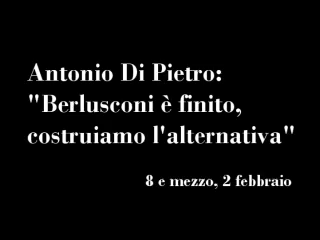 Antonio Di Pietro:
"Berlusconi è finito,
costruiamo l'alternativa"
8 e mezzo, 2 febbraio